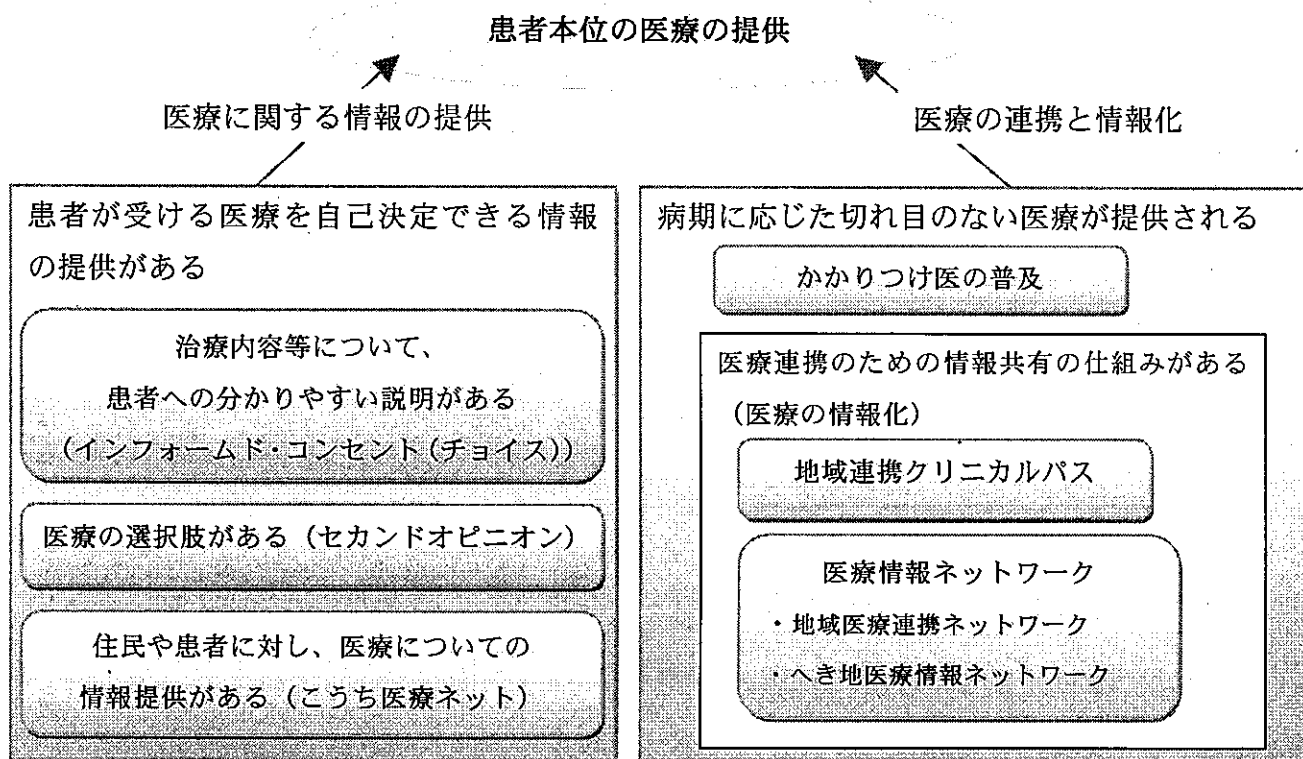 患者本位の医療の提供
医療に関する情報の提供
医療の連携と情報化
患者が受ける医療を自己決定できる情報
の提供がある
治療内容等について、
患者への分かりやすい説明がある
(インフォームド・コンセント(チョイス))
医療の選択肢がある(セカンドオピニオン)
住民や患者に対し、医療についての
情報提供がある(こうち医療ネット)
病期に応じた切れ目のない医療が提供される
かかりつけ医の普及
医療連携のための情報共有の仕組みがある
(医療の情報化)
地域連携クリニカルパス
医療情報ネットワーク
・地域医療連携ネットワーク
・へき地医療情報ネットワーク